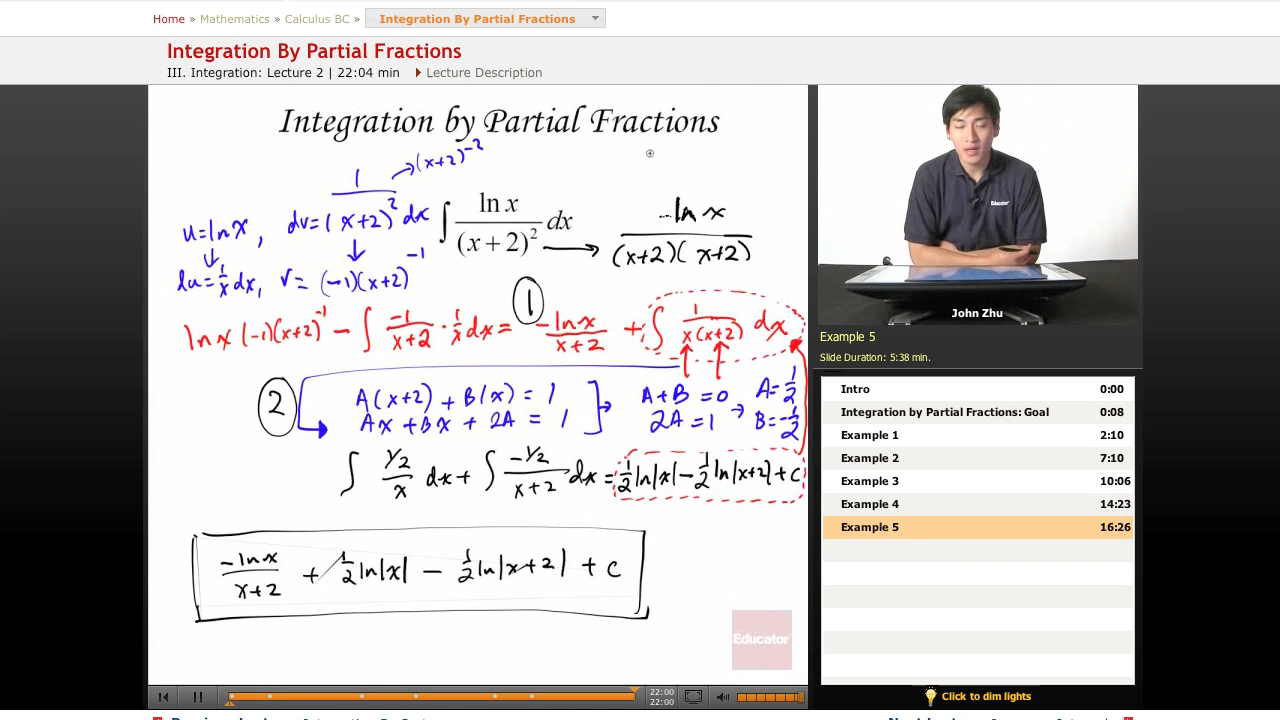 Home » Mathematics » Calculus BC » Integration By Partial Fractions
Integration By Partial Fractions
III. Integration: Lecture 2 | 22:04 min Lecture Description
Integration by Partial Fractions
1/(x+2)² → (x+2)⁻²
u=ln x, dv=1/(x+2)² dx
∫ ln x/(x+2)² dx → -ln x/(x+2)(x+2)
↓ ↓
du=1/x dx, v=(-1)(x+2)⁻¹
①
ln x (-1)(x+2)⁻¹ - ∫ -1/(x+2) · 1/x dx = -ln x/(x+2) + ∫ 1/(x(x+2)) dx
② A(x+2) + B(x) = 1 A+B=0 A=1/2
Ax+Bx+2A = 1 2A=1 B=-1/2
∫ (1/2)/x dx + ∫ (-1/2)/(x+2) dx = 1/2 ln|x| - 1/2 ln|x+2| + C
-ln x/(x+2) + 1/2 ln|x| - 1/2 ln|x+2| + C
Educator
22:00
22:00
Educator
John Zhu
Example 5
Slide Duration: 5:38 min.
Intro 0:00
Integration by Partial Fractions: Goal 0:08
Example 1 2:10
Example 2 7:10
Example 3 10:06
Example 4 14:23
Example 5 16:26
Click to dim lights